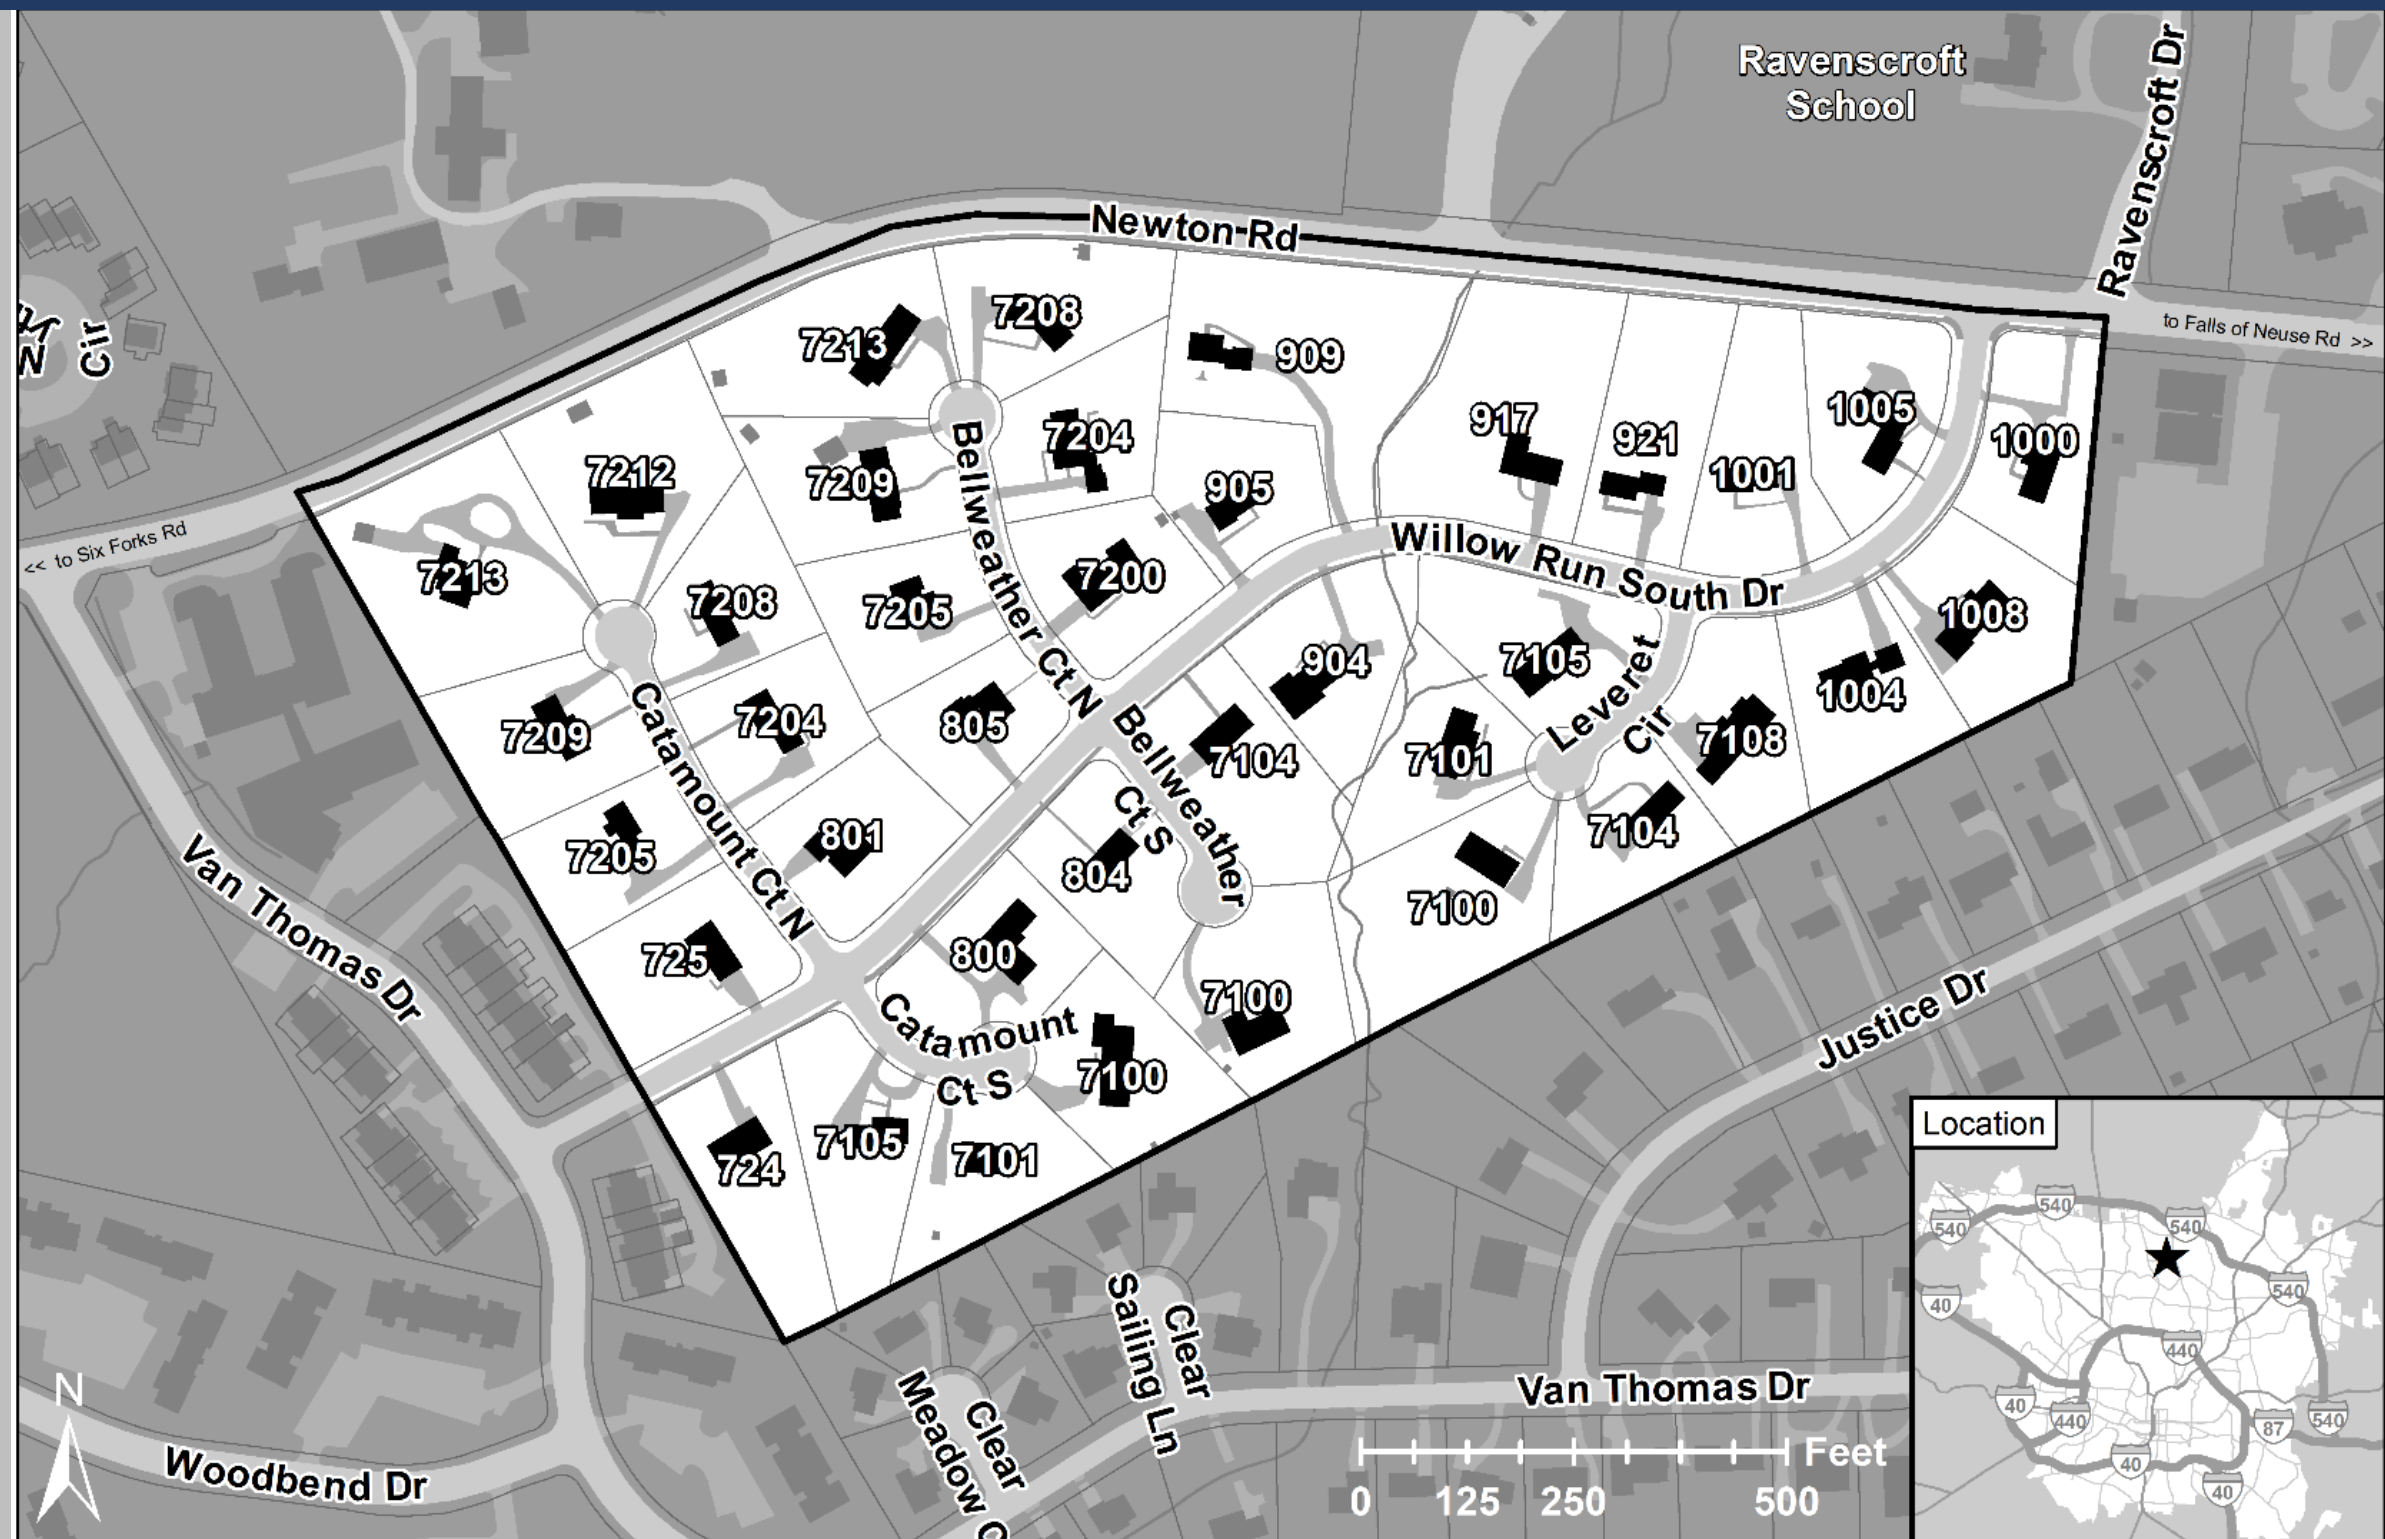 Ravenscroft
School
Ravenscroft Dr
Newton Rd
to Falls of Neuse Rd >>
<< to Six Forks Rd
N
Cir
7213
7208
909
7212
7209
7204
905
917
921
1001
1005
1000
7213
7208
7205
7200
Bellweather Ct N
Willow Run South Dr
1008
7209
7204
805
904
7104
7105
7101
Leveret
Cir
7108
1004
7104
7100
Catamount Ct N
Bellweather
Ct S
7205
801
804
725
800
7100
Catamount
Ct S
7100
724
7105
7101
Van Thomas Dr
Justice Dr
Clear
Sailing Ln
Clear
Meadow
Van Thomas Dr
Woodbend Dr
N
Feet
0 125 250 500
Location
540
540
540
540
40
440
40
440
87
540
40
40